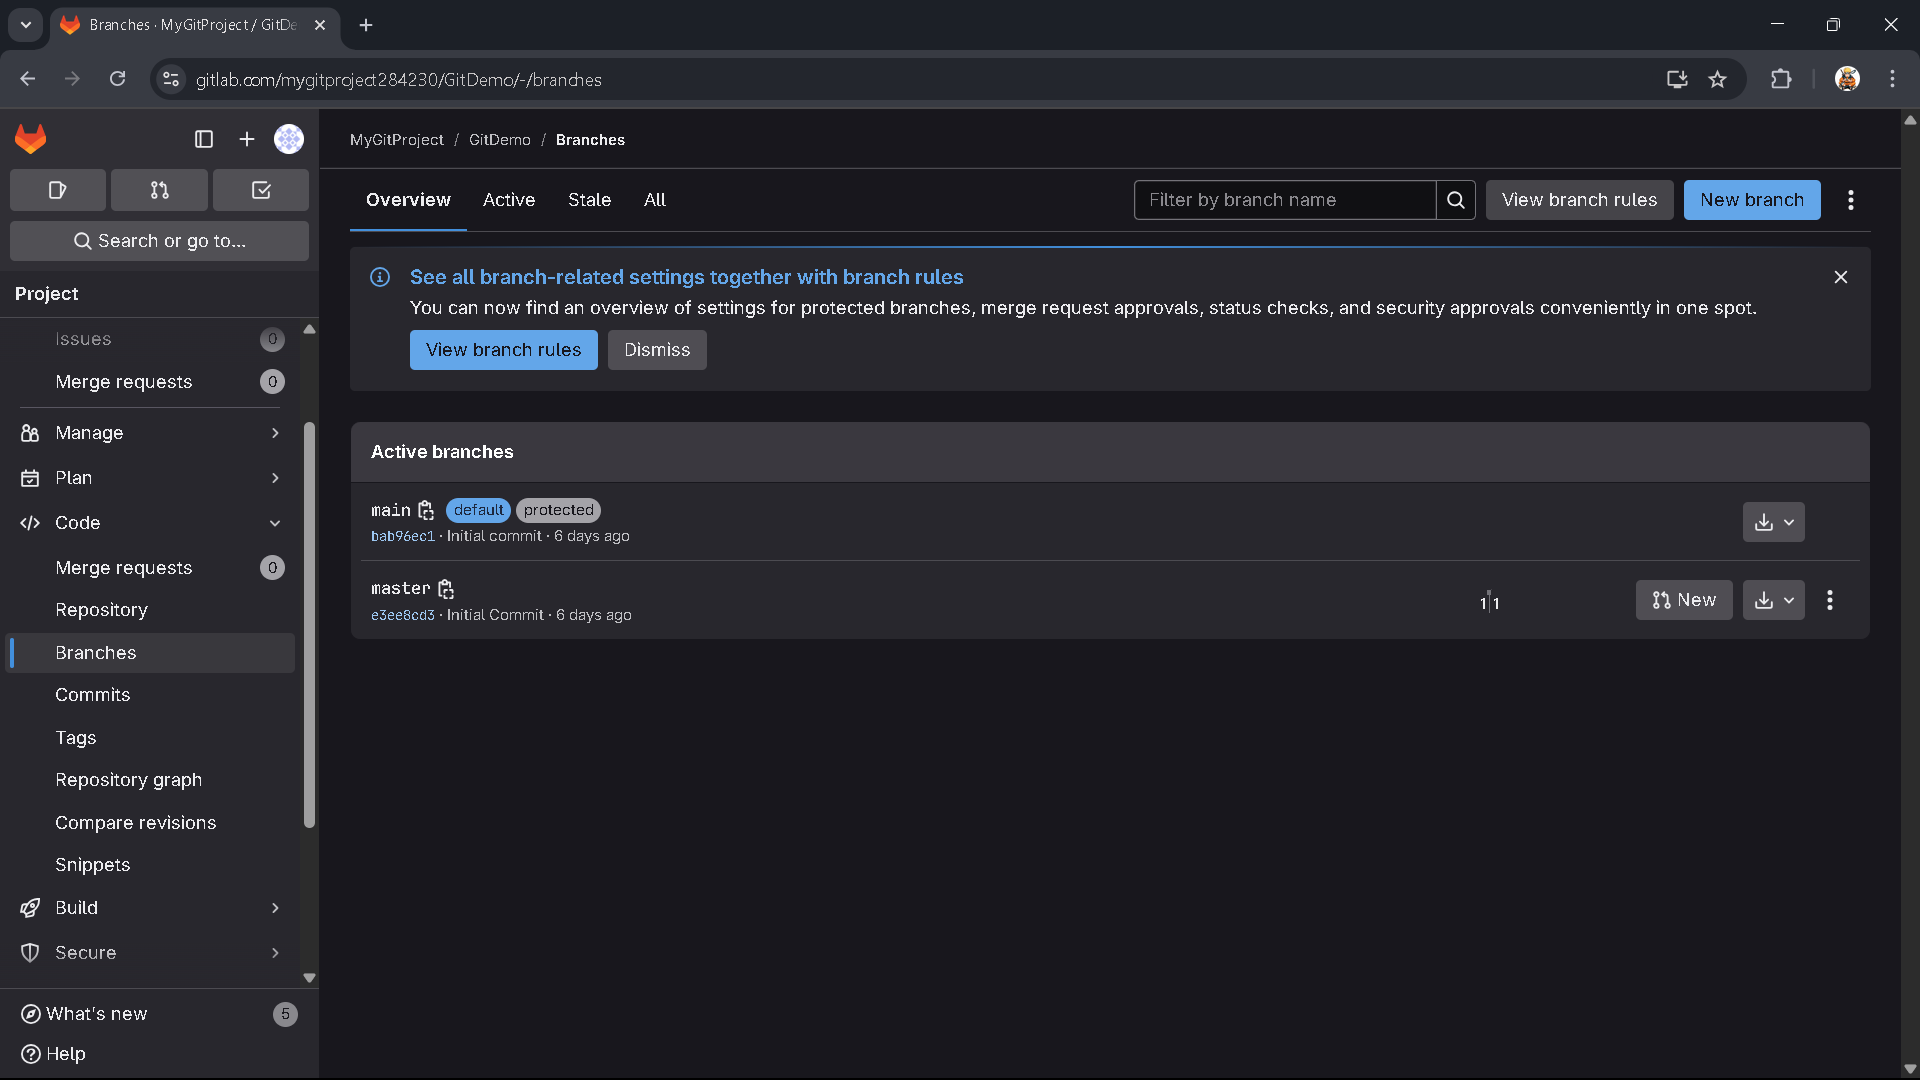 Branches · MyGitProject / GitDe
gitlab.com/mygitproject284230/GitDemo/-/branches
MyGitProject / GitDemo / Branches
Search or go to...
Project
Issues 0
Merge requests 0
Manage
Plan
Code
Merge requests 0
Repository
Branches
Commits
Tags
Repository graph
Compare revisions
Snippets
Build
Secure
What's new 5
Help
Overview Active Stale All
Filter by branch name
View branch rules
New branch
See all branch-related settings together with branch rules
You can now find an overview of settings for protected branches, merge request approvals, status checks, and security approvals conveniently in one spot.
View branch rules Dismiss
Active branches
main default protected
bab96ec1 · Initial commit · 6 days ago
master
e3ee8cd3 · Initial Commit · 6 days ago
1 1
New